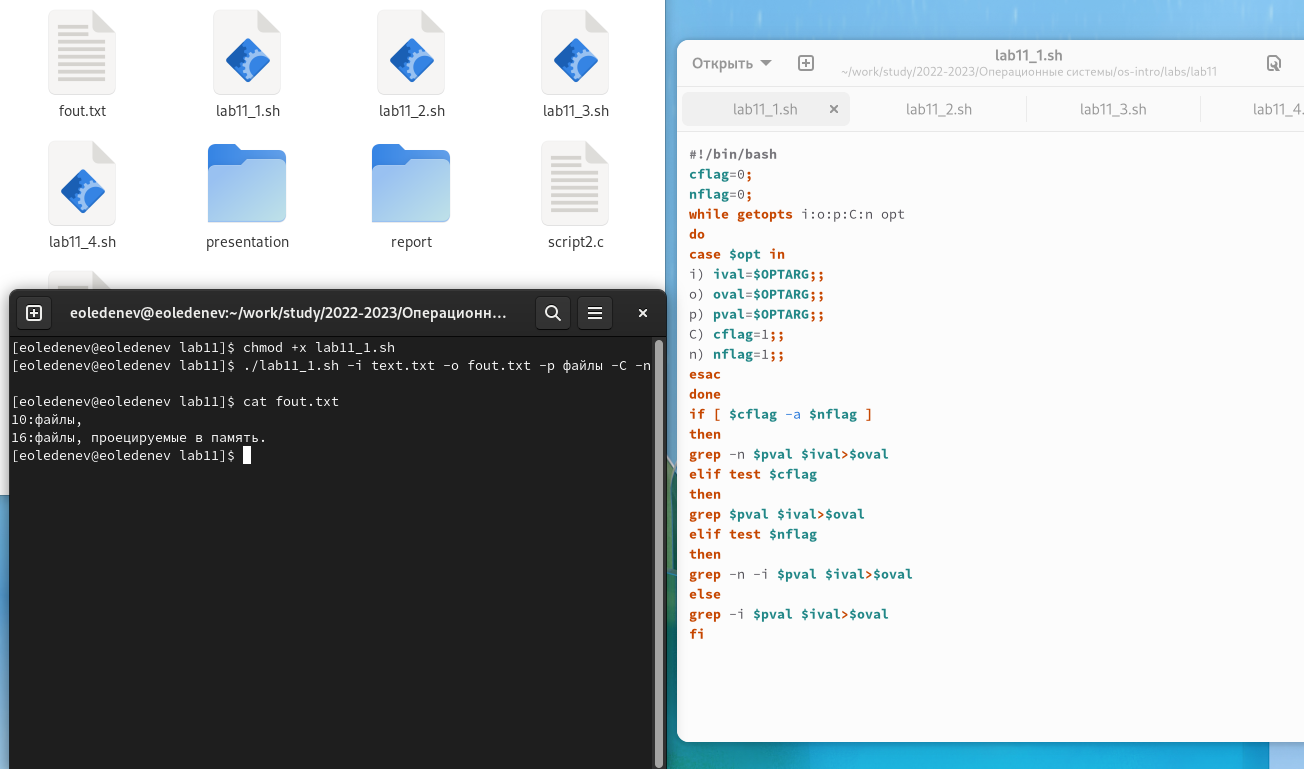 fout.txt
lab11_1.sh
lab11_2.sh
lab11_3.sh
lab11_4.sh
presentation
report
script2.c
eoledenev@eoledenev:~/work/study/2022-2023/Операционн...
[eoledenev@eoledenev lab11]$ chmod +x lab11_1.sh
[eoledenev@eoledenev lab11]$ ./lab11_1.sh -i text.txt -o fout.txt -p файлы -C -n
[eoledenev@eoledenev lab11]$ cat fout.txt
10:файлы,
16:файлы, проецируемые в память.
[eoledenev@eoledenev lab11]$
Открыть
lab11_1.sh
~/work/study/2022-2023/Операционные системы/os-intro/labs/lab11
lab11_1.sh
lab11_2.sh
lab11_3.sh
lab11_4.
#!/bin/bash
cflag=0;
nflag=0;
while getopts i:o:p:C:n opt
do
case $opt in
i) ival=$OPTARG;;
o) oval=$OPTARG;;
p) pval=$OPTARG;;
C) cflag=1;;
n) nflag=1;;
esac
done
if [ $cflag -a $nflag ]
then
grep -n $pval $ival>$oval
elif test $cflag
then
grep $pval $ival>$oval
elif test $nflag
then
grep -n -i $pval $ival>$oval
else
grep -i $pval $ival>$oval
fi